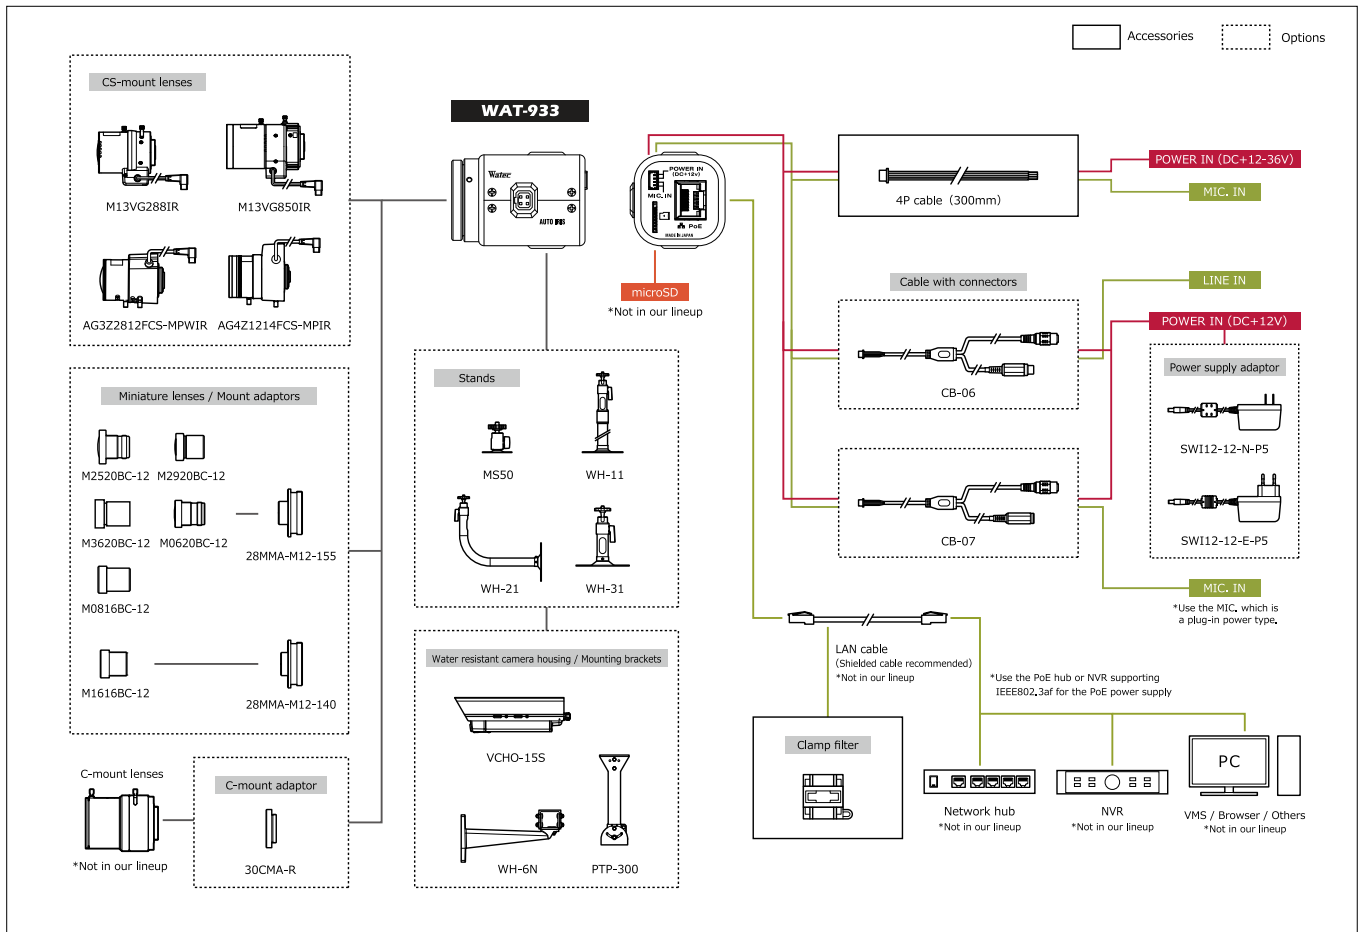 Accessories
Options
CS-mount lenses
M13VG288IR
M13VG850IR
AG3Z2812FCS-MPWIR
AG4Z1214FCS-MPIR
Miniature lenses / Mount adaptors
M2520BC-12
M2920BC-12
M3620BC-12
M0620BC-12
28MMA-M12-155
M0816BC-12
M1616BC-12
28MMA-M12-140
C-mount lenses
*Not in our lineup
C-mount adaptor
30CMA-R
WAT-933
Watec
AUTO IRIS
POWER IN
(DC+12V)
MIC. IN
PoE
MADE IN JAPAN
microSD
*Not in our lineup
Stands
MS50
WH-11
WH-21
WH-31
Water resistant camera housing / Mounting brackets
VCHO-15S
WH-6N
PTP-300
4P cable (300mm)
POWER IN (DC+12-36V)
MIC. IN
Cable with connectors
CB-06
CB-07
LINE IN
POWER IN (DC+12V)
Power supply adaptor
SWI12-12-N-P5
SWI12-12-E-P5
MIC. IN
*Use the MIC. which is
a plug-in power type.
LAN cable
(Shielded cable recommended)
*Not in our lineup
*Use the PoE hub or NVR supporting
IEEE802.3af for the PoE power supply
Clamp filter
Network hub
*Not in our lineup
NVR
*Not in our lineup
PC
VMS / Browser / Others
*Not in our lineup